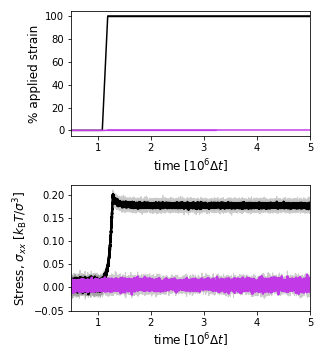 % applied strain
100
80
60
40
20
0
1 2 3 4 5
time [10⁶Δt]
Stress, σₓₓ [k_BT/σ³]
0.20
0.15
0.10
0.05
0.00
−0.05
1 2 3 4 5
time [10⁶Δt]